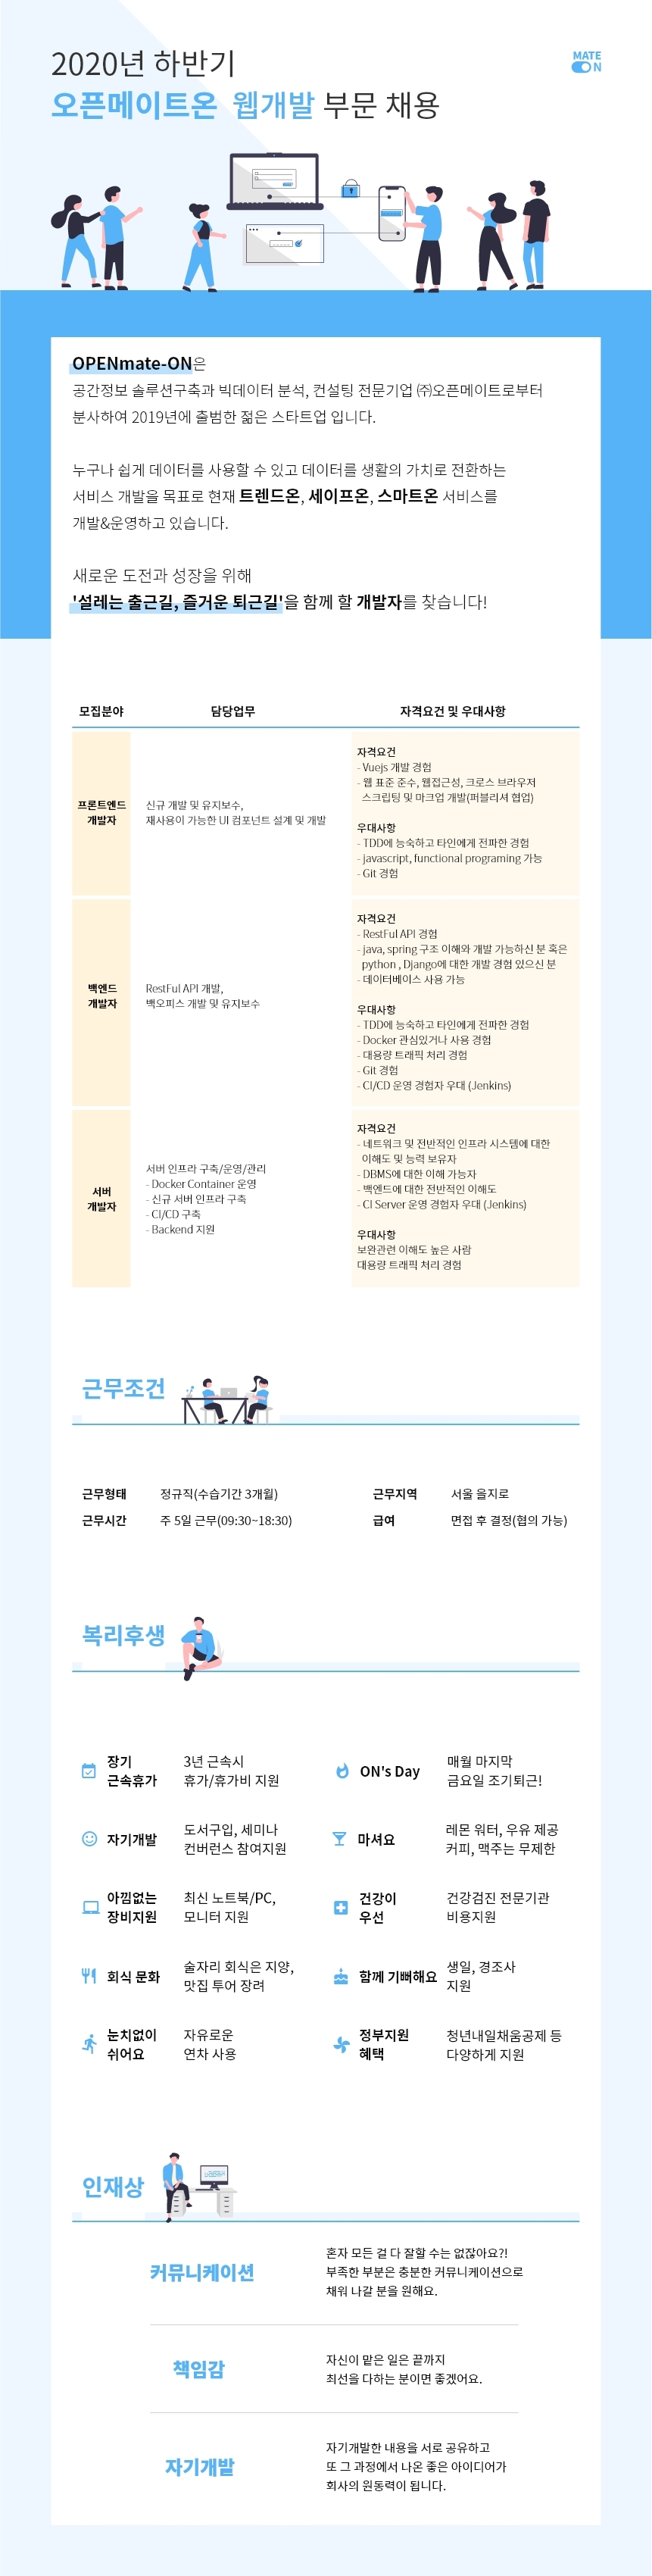 2020년 하반기
오픈메이트온 웹개발 부문 채용
MATE
ON
OPENmate-ON은
공간정보 솔루션구축과 빅데이터 분석, 컨설팅 전문기업 ㈜오픈메이트로부터
분사하여 2019년에 출범한 젊은 스타트업 입니다.
누구나 쉽게 데이터를 사용할 수 있고 데이터를 생활의 가치로 전환하는
서비스 개발을 목표로 현재 트렌드온, 세이프온, 스마트온 서비스를
개발&운영하고 있습니다.
새로운 도전과 성장을 위해
'설레는 출근길, 즐거운 퇴근길'을 함께 할 개발자를 찾습니다!
모집분야 담당업무 자격요건 및 우대사항
프론트엔드
개발자
신규 개발 및 유지보수,
재사용이 가능한 UI 컴포넌트 설계 및 개발
자격요건
- Vuejs 개발 경험
- 웹 표준 준수, 웹접근성, 크로스 브라우저
스크립팅 및 마크업 개발(퍼블리셔 협업)
우대사항
- TDD에 능숙하고 타인에게 전파한 경험
- javascript, functional programing 가능
- Git 경험
백엔드
개발자
RestFul API 개발,
백오피스 개발 및 유지보수
자격요건
- RestFul API 경험
- java, spring 구조 이해와 개발 가능하신 분 혹은
python , Django에 대한 개발 경험 있으신 분
- 데이터베이스 사용 가능
우대사항
- TDD에 능숙하고 타인에게 전파한 경험
- Docker 관심있거나 사용 경험
- 대용량 트래픽 처리 경험
- Git 경험
- CI/CD 운영 경험자 우대 (Jenkins)
서버
개발자
서버 인프라 구축/운영/관리
- Docker Container 운영
- 신규 서버 인프라 구축
- CI/CD 구축
- Backend 지원
자격요건
- 네트워크 및 전반적인 인프라 시스템에 대한
이해도 및 능력 보유자
- DBMS에 대한 이해 가능자
- 백엔드에 대한 전반적인 이해도
- CI Server 운영 경험자 우대 (Jenkins)
우대사항
보완관련 이해도 높은 사람
대용량 트래픽 처리 경험
근무조건
근무형태 정규직(수습기간 3개월) 근무지역 서울 을지로
근무시간 주 5일 근무(09:30~18:30) 급여 면접 후 결정(협의 가능)
복리후생
장기
근속휴가
3년 근속시
휴가/휴가비 지원
ON's Day
매월 마지막
금요일 조기퇴근!
자기개발
도서구입, 세미나
컨버런스 참여지원
마셔요
레몬 워터, 우유 제공
커피, 맥주는 무제한
아낌없는
장비지원
최신 노트북/PC,
모니터 지원
건강이
우선
건강검진 전문기관
비용지원
회식 문화
술자리 회식은 지양,
맛집 투어 장려
함께 기뻐해요
생일, 경조사
지원
눈치없이
쉬어요
자유로운
연차 사용
정부지원
혜택
청년내일채움공제 등
다양하게 지원
인재상
커뮤니케이션
혼자 모든 걸 다 잘할 수는 없잖아요?!
부족한 부분은 충분한 커뮤니케이션으로
채워 나갈 분을 원해요.
책임감
자신이 맡은 일은 끝까지
최선을 다하는 분이면 좋겠어요.
자기개발
자기개발한 내용을 서로 공유하고
또 그 과정에서 나온 좋은 아이디어가
회사의 원동력이 됩니다.